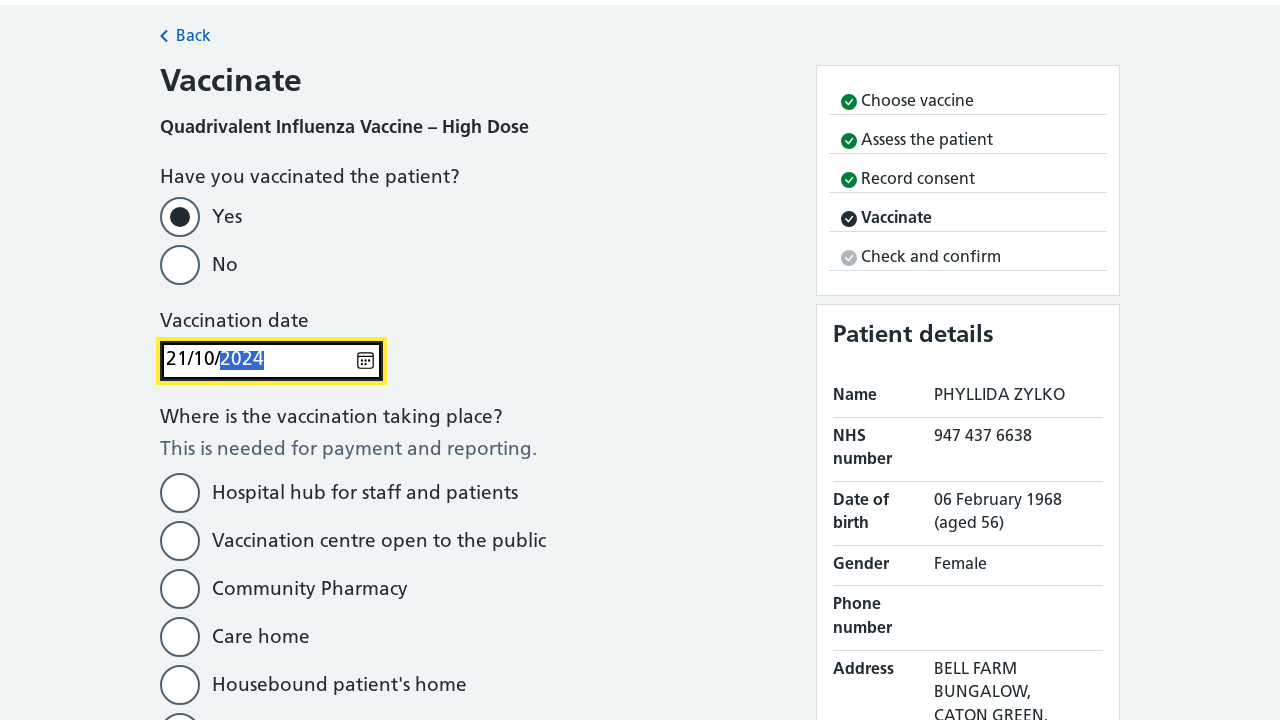 Back
Vaccinate
Quadrivalent Influenza Vaccine – High Dose
Have you vaccinated the patient?
Yes
No
Vaccination date
21/10/2024
Where is the vaccination taking place?
This is needed for payment and reporting.
Hospital hub for staff and patients
Vaccination centre open to the public
Community Pharmacy
Care home
Housebound patient's home
Choose vaccine
Assess the patient
Record consent
Vaccinate
Check and confirm
Patient details
Name PHYLLIDA ZYLKO
NHS number 947 437 6638
Date of birth 06 February 1968 (aged 56)
Gender Female
Phone number
Address BELL FARM
BUNGALOW,
CATON GREEN,